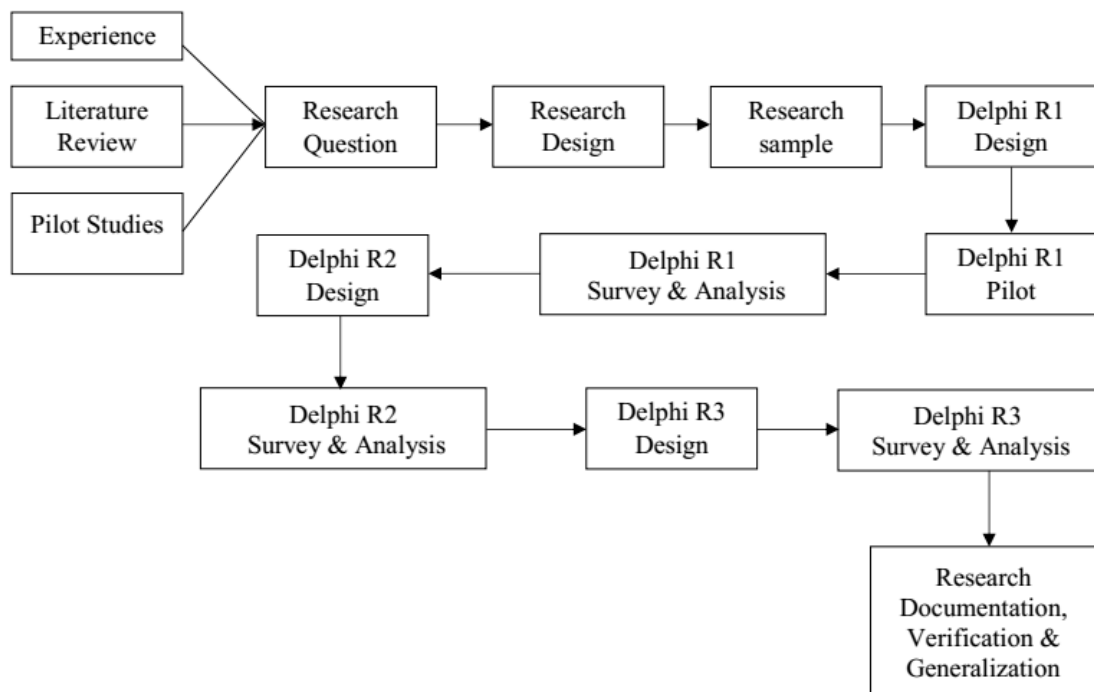 Experience
Literature
Review
Pilot Studies
Research
Question
Research
Design
Research
sample
Delphi R1
Design
Delphi R1
Pilot
Delphi R1
Survey & Analysis
Delphi R2
Design
Delphi R2
Survey & Analysis
Delphi R3
Design
Delphi R3
Survey & Analysis
Research
Documentation,
Verification &
Generalization